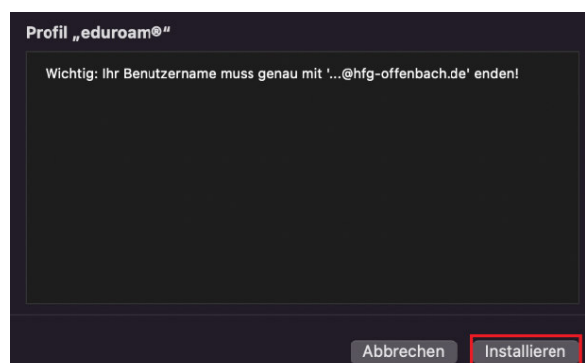 Profil „eduroam®“
Wichtig: Ihr Benutzername muss genau mit '...@hfg-offenbach.de' enden!
Abbrechen
Installieren